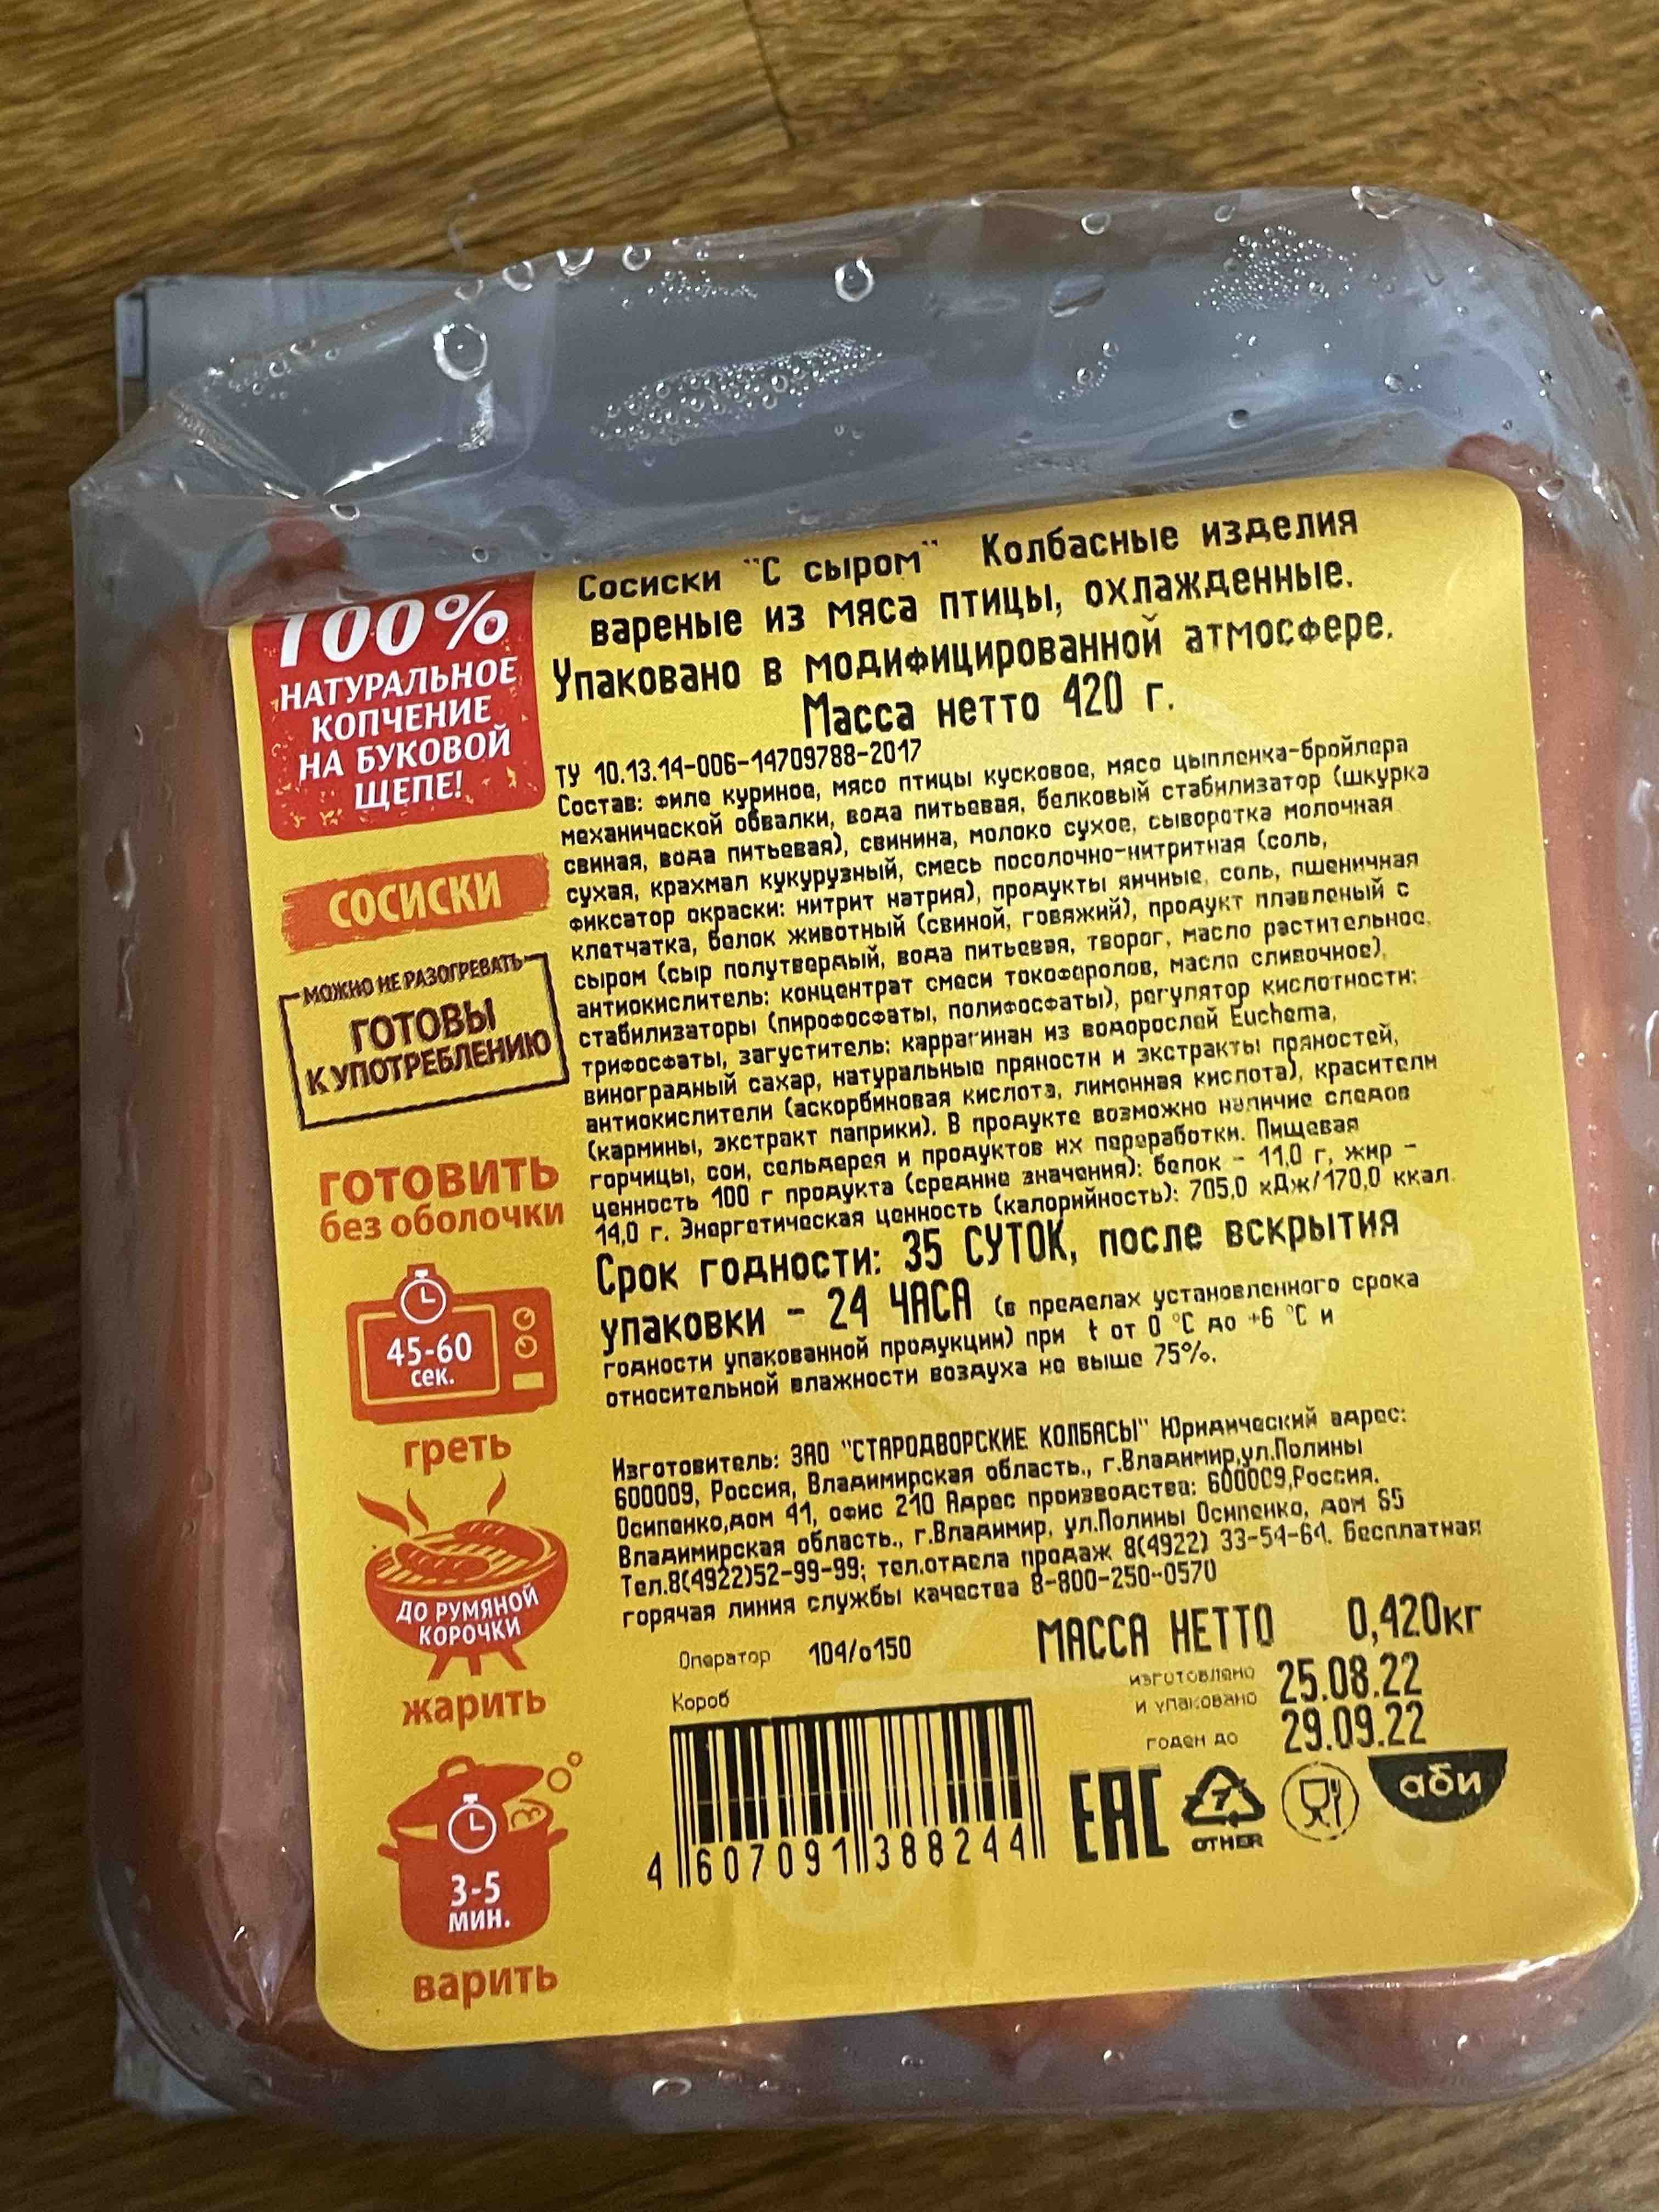 100%
НАТУРАЛЬНОЕ
КОПЧЕНИЕ
НА БУКОВОЙ
ЩЕПЕ!
СОСИСКИ
МОЖНО НЕ РАЗОГРЕВАТЬ
ГОТОВЫ
К УПОТРЕБЛЕНИЮ
ГОТОВИТЬ
без оболочки
45-60
сек.
греть
ДО РУМЯНОЙ
КОРОЧКИ
жарить
3-5
мин.
варить
Сосиски "С сыром" Колбасные изделия
вареные из мяса птицы, охлажденные.
Упаковано в модифицированной атмосфере.
Масса нетто 420 г.
ТУ 10.13.14-006-14709788-2017
Состав: филе куриное, мясо птицы кусковое, мясо цыпленка-бройлера
механической обвалки, вода питьевая, белковый стабилизатор (шкурка
свиная, вода питьевая), свинина, молоко сухое, сыворотка молочная
сухая, крахмал кукурузный, смесь посолочно-нитритная (соль,
фиксатор окраски: нитрит натрия), продукты яичные, соль, пшеничная
клетчатка, белок животный (свиной, говяжий), продукт плавленый с
сыром (сыр полутвердый, вода питьевая, творог, масло растительное,
антиокислитель: концентрат смеси токоферолов, масло сливочное),
стабилизаторы (пирофосфаты, полифосфаты), регулятор кислотности:
трифосфаты, загуститель: каррагинан из водорослей Euchema,
виноградный сахар, натуральные пряности и экстракты пряностей,
антиокислители (аскорбиновая кислота, лимонная кислота), красители
(кармины, экстракт паприки). В продукте возможно наличие следов
горчицы, сои, сельдерея и продуктов их переработки. Пищевая
ценность 100 г продукта (средние значения): белок - 11,0 г, жир -
14,0 г. Энергетическая ценность (калорийность): 705,0 кДж/170,0 ккал.
Срок годности: 35 СУТОК, после вскрытия
упаковки - 24 ЧАСА (в пределах установленного срока
годности упакованной продукции) при t от 0 °C до +6 °C и
относительной влажности воздуха не выше 75%.
Изготовитель: ЗАО "СТАРОДВОРСКИЕ КОЛБАСЫ" Юридический адрес:
600009, Россия, Владимирская область., г.Владимир,ул.Полины
Осипенко,дом 41, офис 210 Адрес производства: 600009,Россия,
Владимирская область., г.Владимир, ул.Полины Осипенко, дом 65
Тел.8(4922)52-99-99; тел.отдела продаж 8(4922) 33-54-64. Бесплатная
горячая линия службы качества 8-800-250-0570
Оператор 104/о150
МАССА НЕТТО 0,420кг
Короб
изготовлено
и упаковано 25.08.22
годен до 29.09.22
4 607091 388244
EAC
7
OTHER
аби